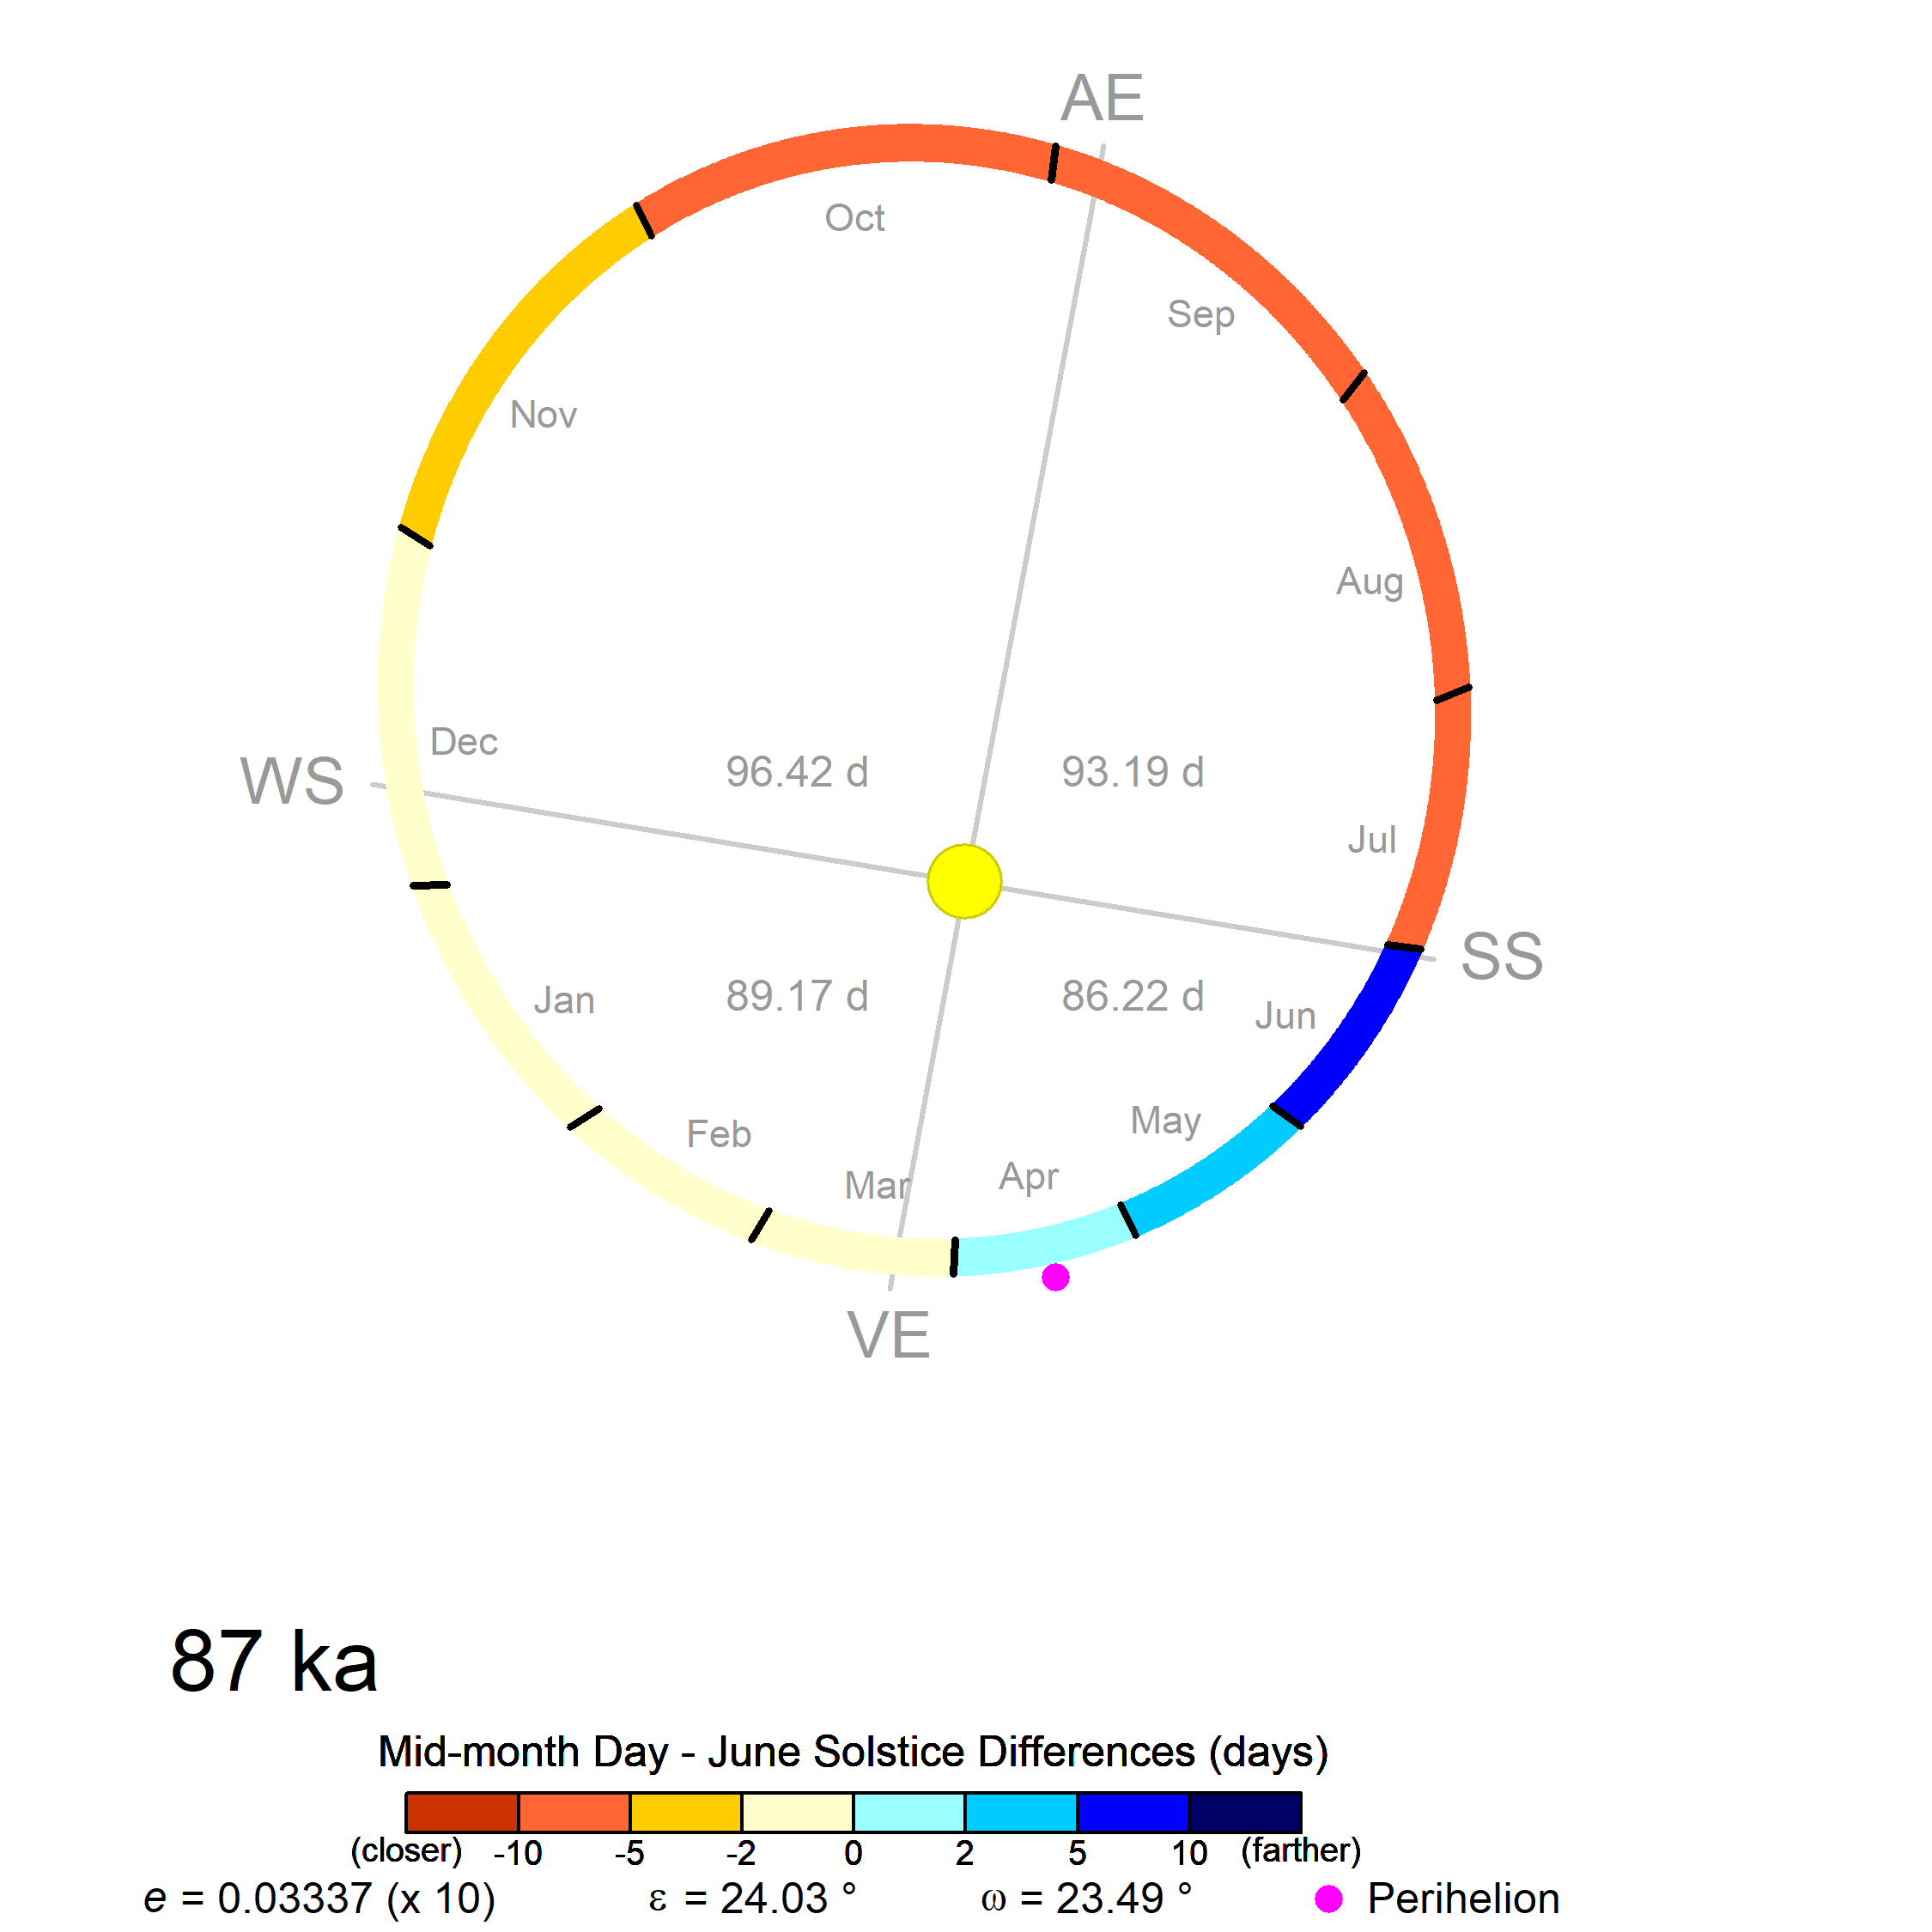 AE
Oct
Sep
Nov
Aug
Dec
WS
96.42 d
93.19 d
Jul
SS
89.17 d
86.22 d
Jan
Jun
Feb
May
Mar
Apr
VE
87 ka
Mid-month Day - June Solstice Differences (days)
(closer) -10 -5 -2 0 2 5 10 (farther)
e = 0.03337 (x 10) ε = 24.03 ° ω = 23.49 ° Perihelion